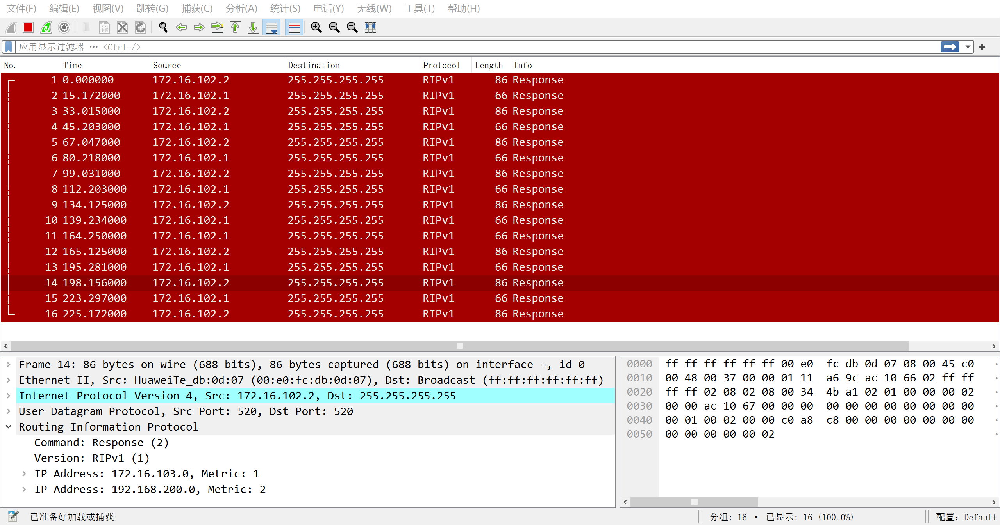 文件(F) 编辑(E) 视图(V) 跳转(G) 捕获(C) 分析(A) 统计(S) 电话(Y) 无线(W) 工具(T) 帮助(H)
应用显示过滤器 … <Ctrl-/>
No. Time Source Destination Protocol Length Info
1 0.000000 172.16.102.2 255.255.255.255 RIPv1 86 Response
2 15.172000 172.16.102.1 255.255.255.255 RIPv1 66 Response
3 33.015000 172.16.102.2 255.255.255.255 RIPv1 86 Response
4 45.203000 172.16.102.1 255.255.255.255 RIPv1 66 Response
5 67.047000 172.16.102.2 255.255.255.255 RIPv1 86 Response
6 80.218000 172.16.102.1 255.255.255.255 RIPv1 66 Response
7 99.031000 172.16.102.2 255.255.255.255 RIPv1 86 Response
8 112.203000 172.16.102.1 255.255.255.255 RIPv1 66 Response
9 134.125000 172.16.102.2 255.255.255.255 RIPv1 86 Response
10 139.234000 172.16.102.1 255.255.255.255 RIPv1 66 Response
11 164.250000 172.16.102.1 255.255.255.255 RIPv1 66 Response
12 165.125000 172.16.102.2 255.255.255.255 RIPv1 86 Response
13 195.281000 172.16.102.1 255.255.255.255 RIPv1 66 Response
14 198.156000 172.16.102.2 255.255.255.255 RIPv1 86 Response
15 223.297000 172.16.102.1 255.255.255.255 RIPv1 66 Response
16 225.172000 172.16.102.2 255.255.255.255 RIPv1 86 Response
Frame 14: 86 bytes on wire (688 bits), 86 bytes captured (688 bits) on interface -, id 0
Ethernet II, Src: HuaweiTe_db:0d:07 (00:e0:fc:db:0d:07), Dst: Broadcast (ff:ff:ff:ff:ff:ff)
Internet Protocol Version 4, Src: 172.16.102.2, Dst: 255.255.255.255
User Datagram Protocol, Src Port: 520, Dst Port: 520
Routing Information Protocol
Command: Response (2)
Version: RIPv1 (1)
IP Address: 172.16.103.0, Metric: 1
IP Address: 192.168.200.0, Metric: 2
0000 ff ff ff ff ff ff 00 e0 fc db 0d 07 08 00 45 c0
0010 00 48 00 37 00 00 01 11 a6 9c ac 10 66 02 ff ff
0020 ff ff 02 08 02 08 00 34 4b a1 02 01 00 00 00 02
0030 00 00 ac 10 67 00 00 00 00 00 00 00 00 00 00 00
0040 00 01 00 02 00 00 c0 a8 c8 00 00 00 00 00 00 00
0050 00 00 00 00 00 02
已准备好加载或捕获
分组: 16 · 已显示: 16 (100.0%)
配置: Default